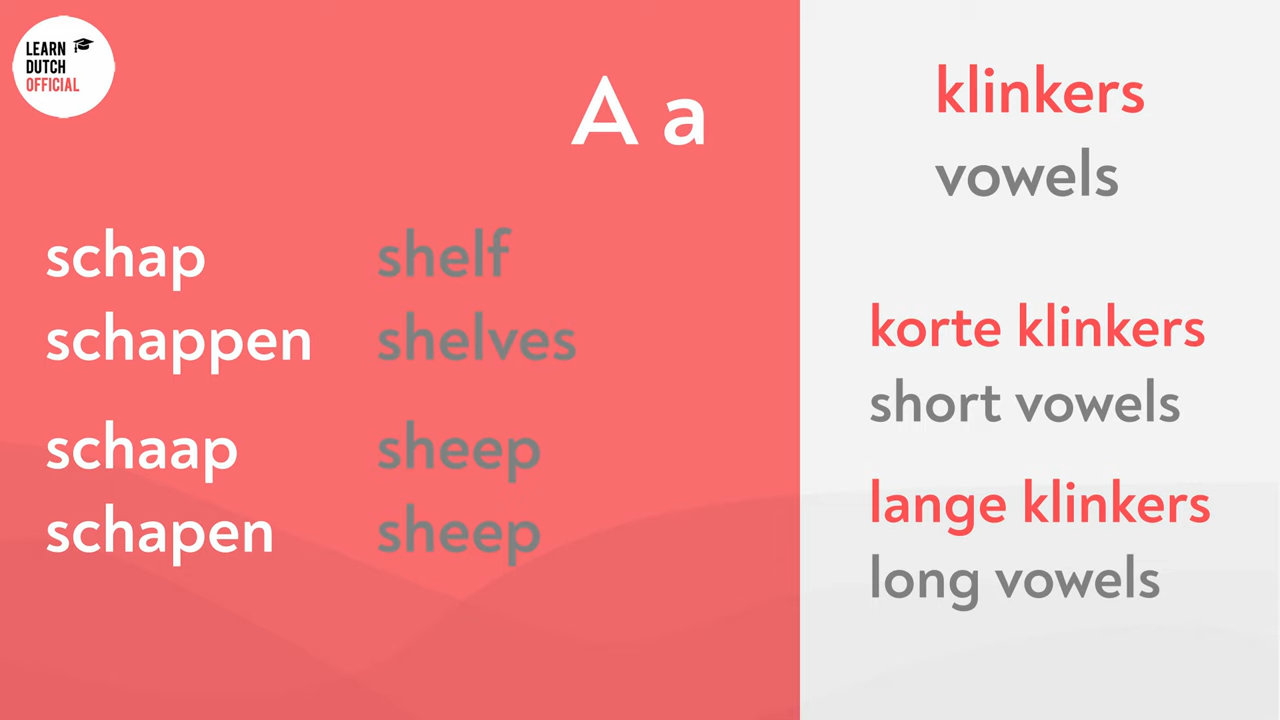 LEARN
DUTCH
OFFICIAL
A a
schap shelf
schappen shelves
schaap sheep
schapen sheep
klinkers
vowels
korte klinkers
short vowels
lange klinkers
long vowels